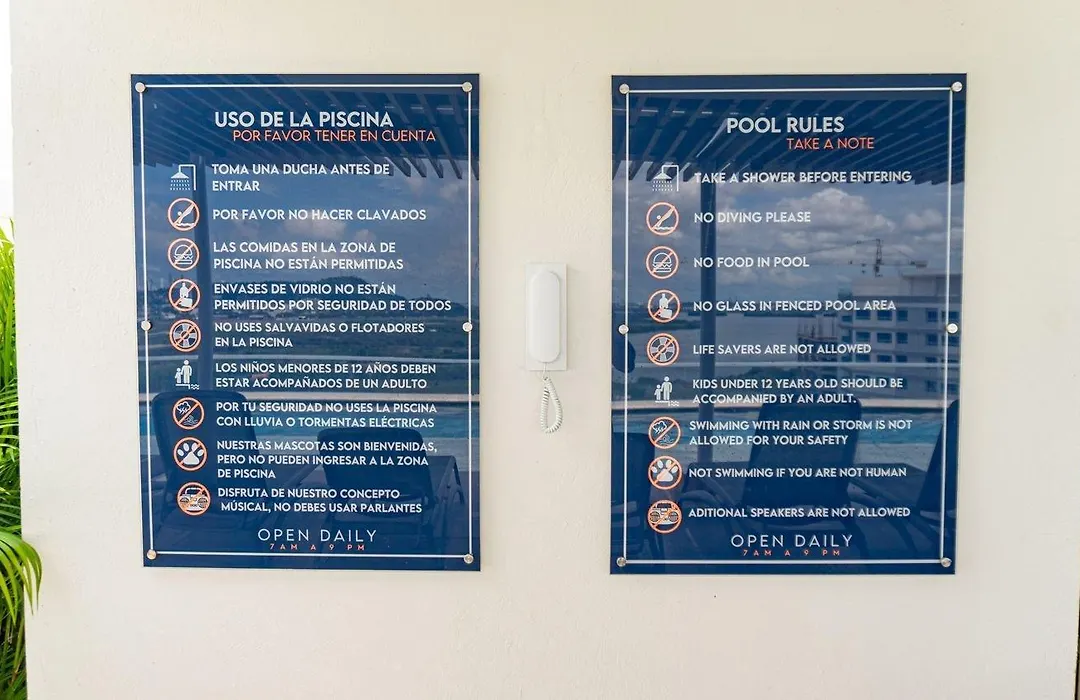 USO DE LA PISCINA
POR FAVOR TENER EN CUENTA
TOMA UNA DUCHA ANTES DE
ENTRAR
POR FAVOR NO HACER CLAVADOS
LAS COMIDAS EN LA ZONA DE
PISCINA NO ESTÁN PERMITIDAS
ENVASES DE VIDRIO NO ESTÁN
PERMITIDOS POR SEGURIDAD DE TODOS
NO USES SALVAVIDAS O FLOTADORES
EN LA PISCINA
LOS NIÑOS MENORES DE 12 AÑOS DEBEN
ESTAR ACOMPAÑADOS DE UN ADULTO
POR TU SEGURIDAD NO USES LA PISCINA
CON LLUVIA O TORMENTAS ELÉCTRICAS
NUESTRAS MASCOTAS SON BIENVENIDAS,
PERO NO PUEDEN INGRESAR A LA ZONA
DE PISCINA
DISFRUTA DE NUESTRO CONCEPTO
MÚSICAL, NO DEBES USAR PARLANTES
OPEN DAILY
7 AM A 9 PM
POOL RULES
TAKE A NOTE
TAKE A SHOWER BEFORE ENTERING
NO DIVING PLEASE
NO FOOD IN POOL
NO GLASS IN FENCED POOL AREA
LIFE SAVERS ARE NOT ALLOWED
KIDS UNDER 12 YEARS OLD SHOULD BE
ACCOMPANIED BY AN ADULT.
SWIMMING WITH RAIN OR STORM IS NOT
ALLOWED FOR YOUR SAFETY
NOT SWIMMING IF YOU ARE NOT HUMAN
ADITIONAL SPEAKERS ARE NOT ALLOWED
OPEN DAILY
7 AM A 9 PM